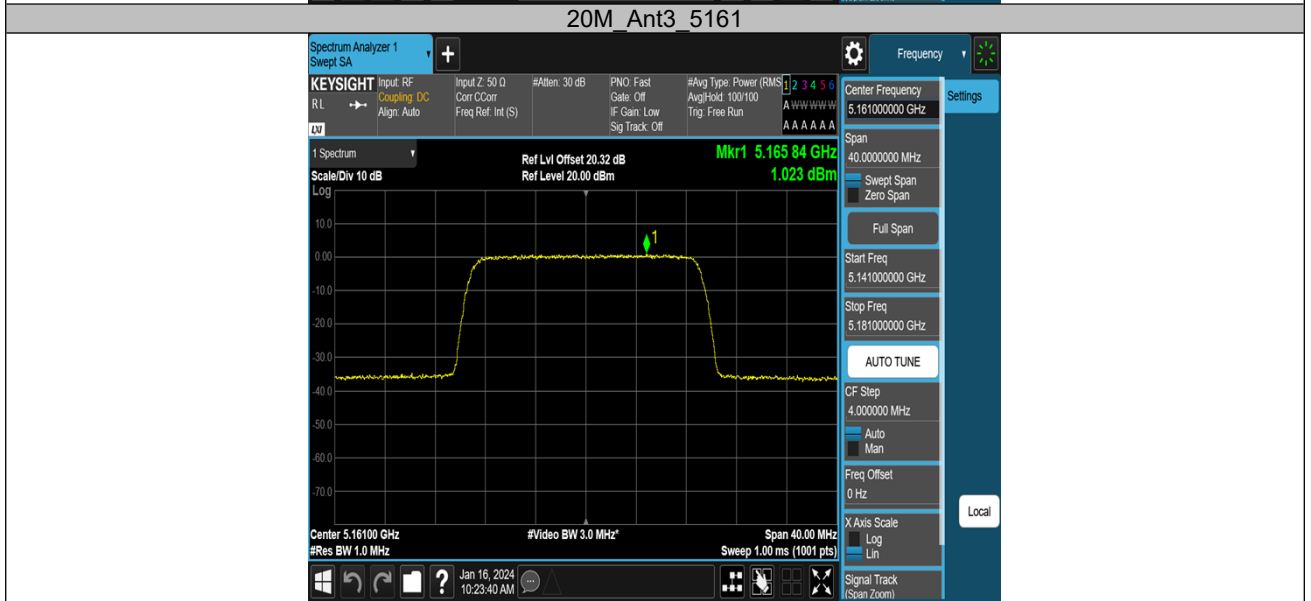 20M_Ant3_5161
Spectrum Analyzer 1
Swept SA
+
Frequency
KEYSIGHT
RL
LXI
Input: RF
Coupling: DC
Align: Auto
Input Z: 50 Ω
Corr CCorr
Freq Ref: Int (S)
#Atten: 30 dB
PNO: Fast
Gate: Off
IF Gain: Low
Sig Track: Off
#Avg Type: Power (RMS
Avg|Hold: 100/100
Trig: Free Run
1 2 3 4 5 6
A W W W W W
A A A A A A
1 Spectrum
Scale/Div 10 dB
Log
Ref Lvl Offset 20.32 dB
Ref Level 20.00 dBm
Mkr1 5.165 84 GHz
1.023 dBm
1
10.0
0.00
-10.0
-20.0
-30.0
-40.0
-50.0
-60.0
-70.0
Center 5.16100 GHz
#Res BW 1.0 MHz
#Video BW 3.0 MHz*
Span 40.00 MHz
Sweep 1.00 ms (1001 pts)
?
Jan 16, 2024
10:23:40 AM
Center Frequency
5.161000000 GHz
Settings
Span
40.0000000 MHz
Swept Span
Zero Span
Full Span
Start Freq
5.141000000 GHz
Stop Freq
5.181000000 GHz
AUTO TUNE
CF Step
4.000000 MHz
Auto
Man
Freq Offset
0 Hz
X Axis Scale
Log
Lin
Local
Signal Track
(Span Zoom)